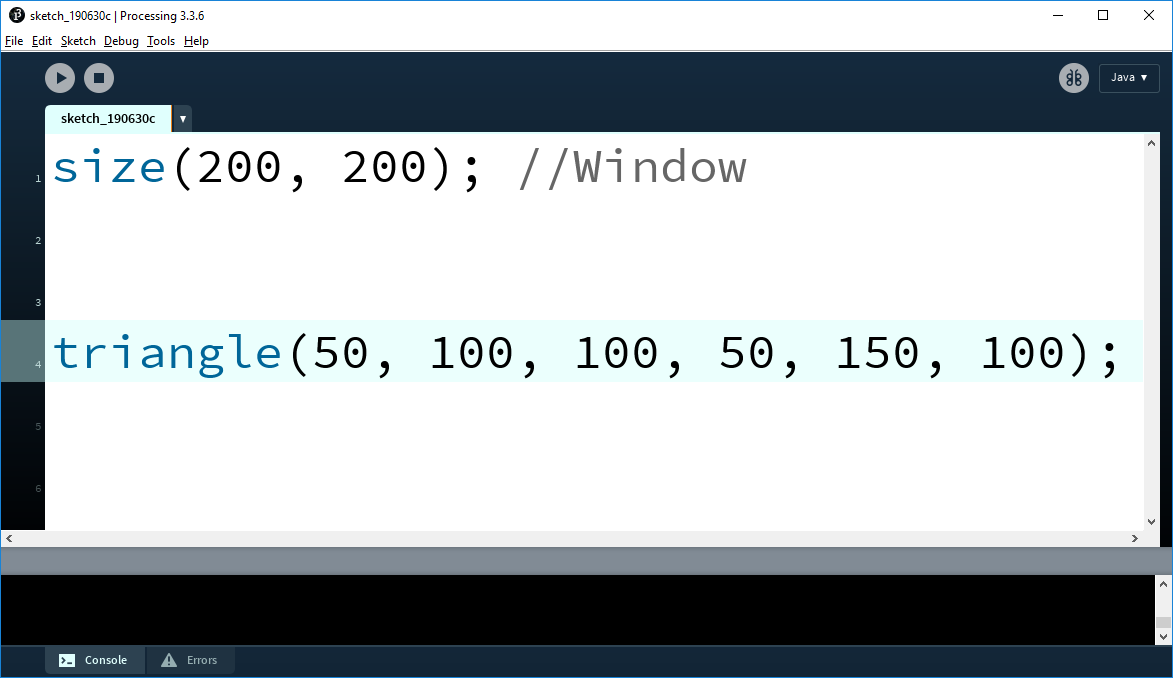 sketch_190630c | Processing 3.3.6
File Edit Sketch Debug Tools Help
Java ▾
sketch_190630c ▾
1 size(200, 200); //Window
2
3
4 triangle(50, 100, 100, 50, 150, 100);
5
6
Console Errors